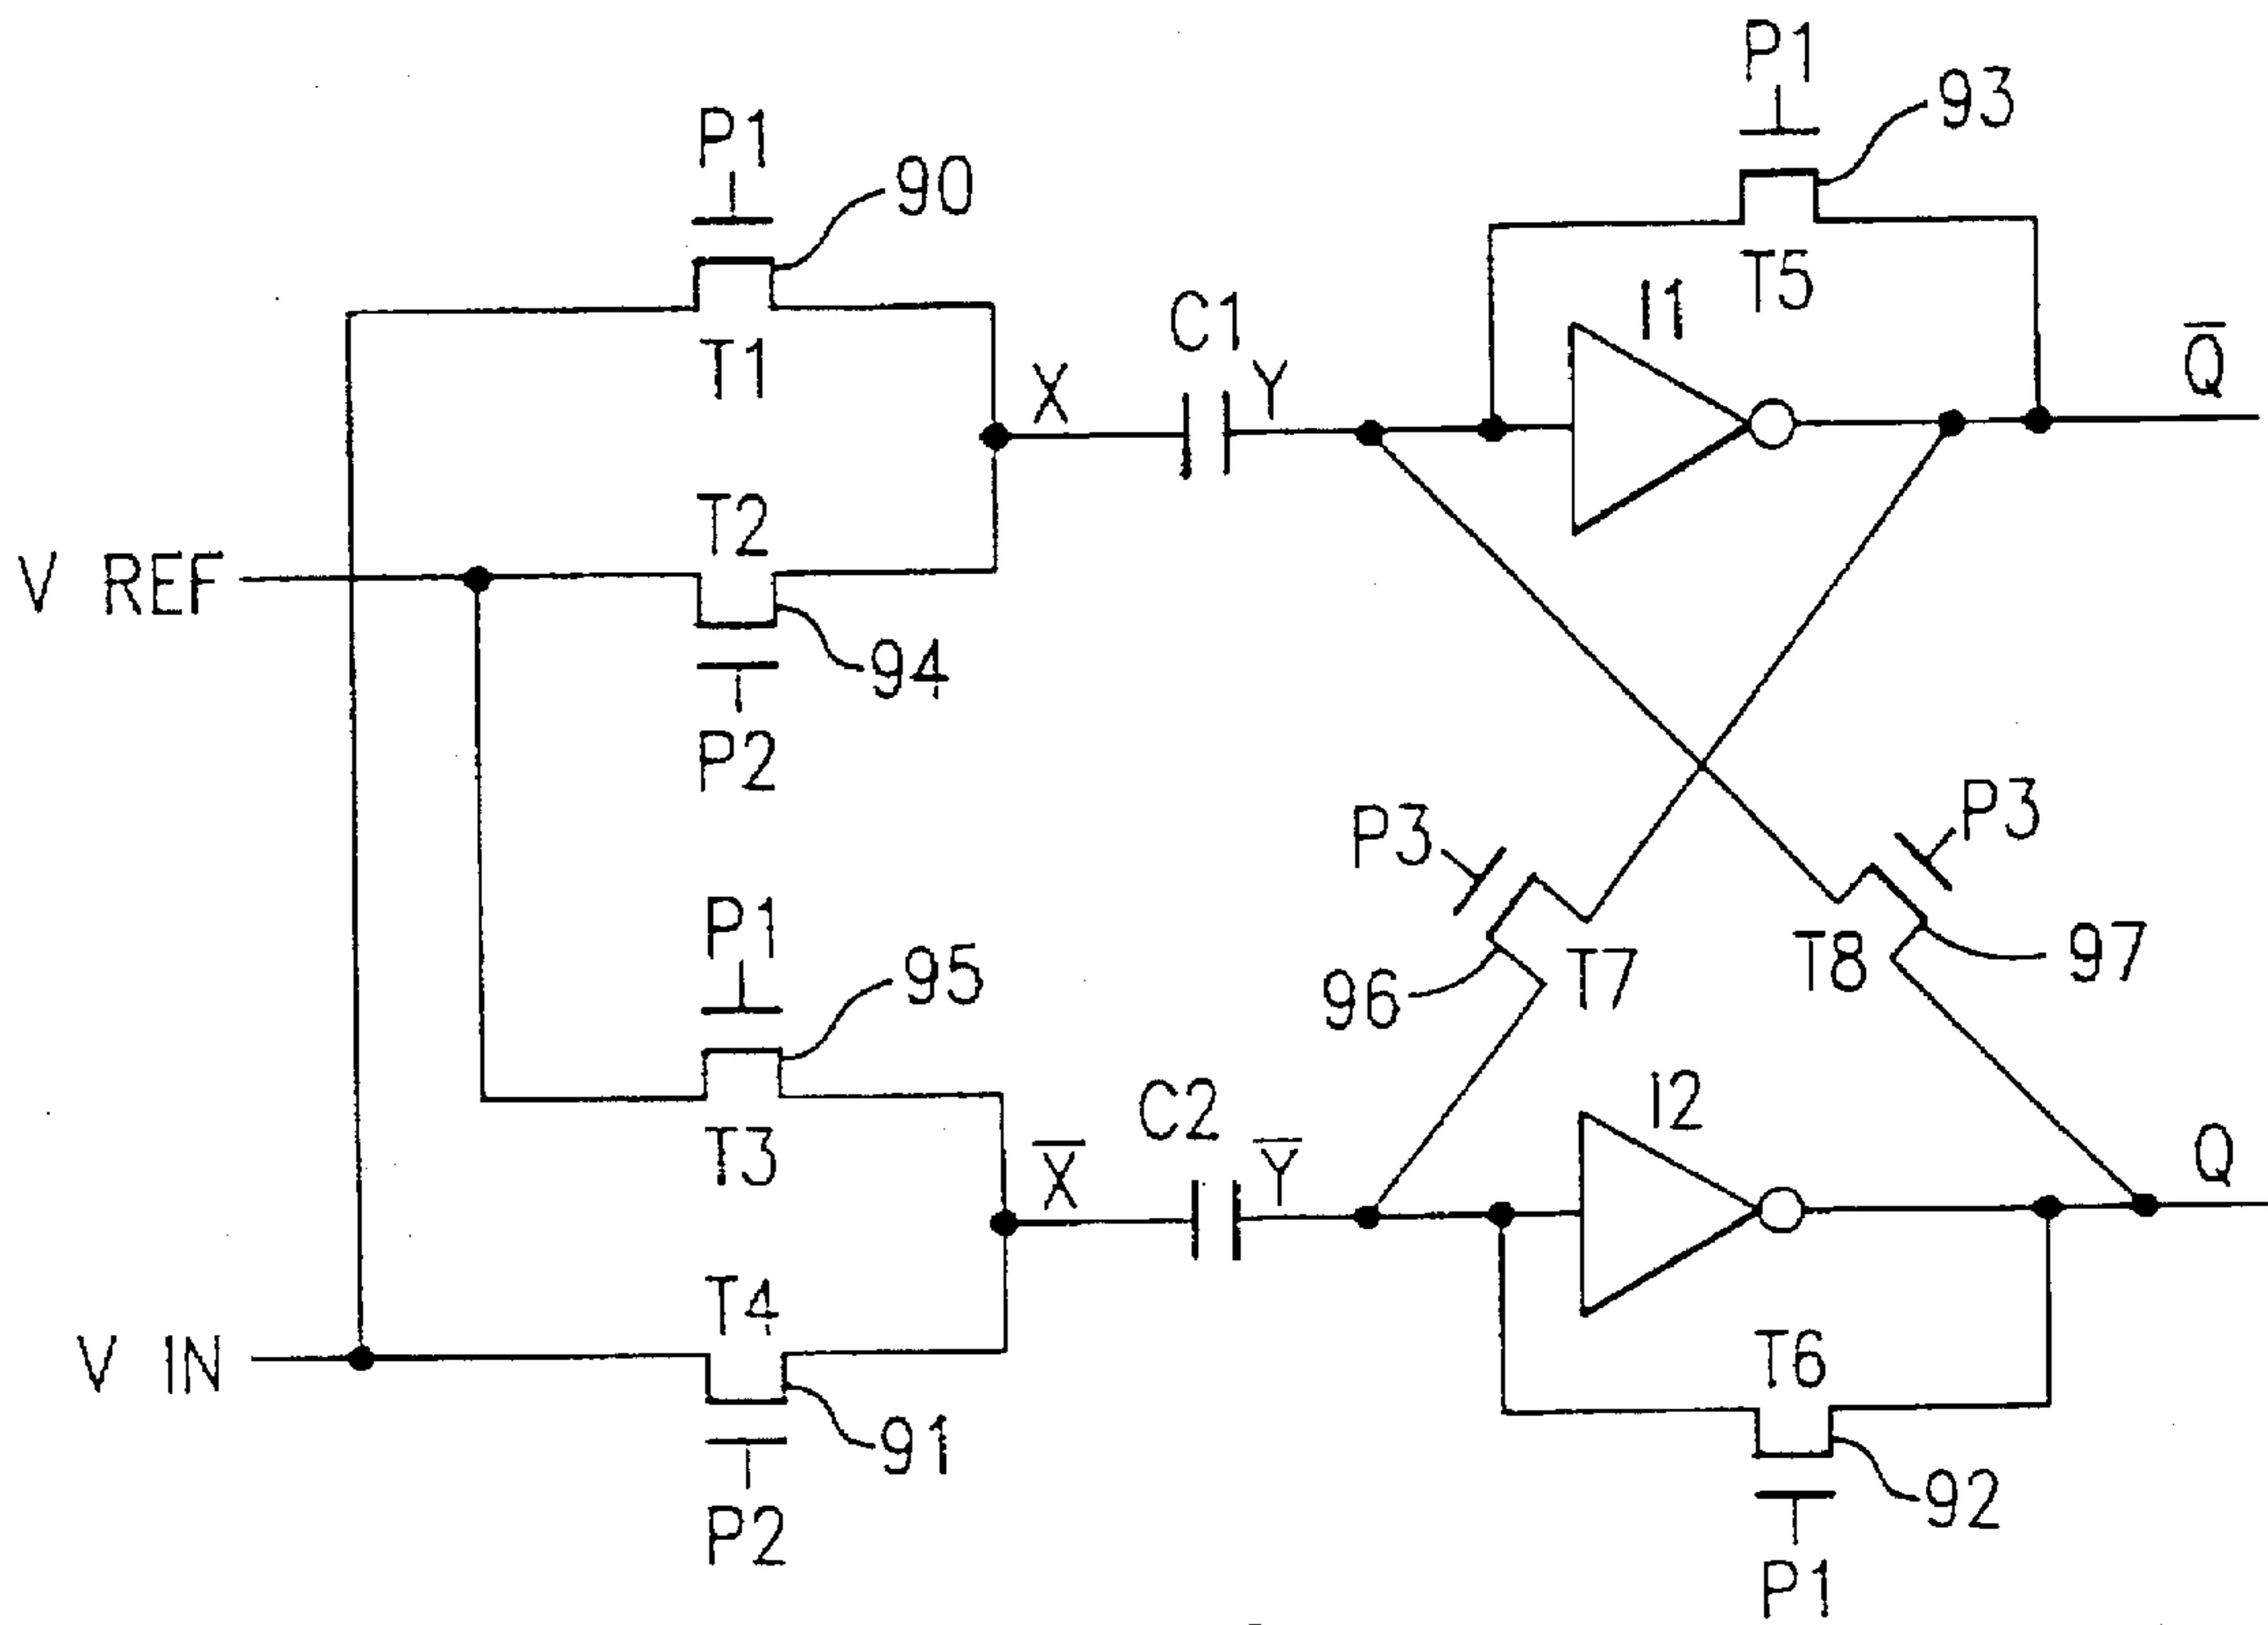 P1
93
P1
90
T5
I1
C1
Q̅
T1
X
Y
T2
V REF
94
P2
P3
P3
P1
95
T7
T8
97
96
C2
I2
T3
X̅
Y̅
Q
T4
V IN
T6
91
92
P2
P1